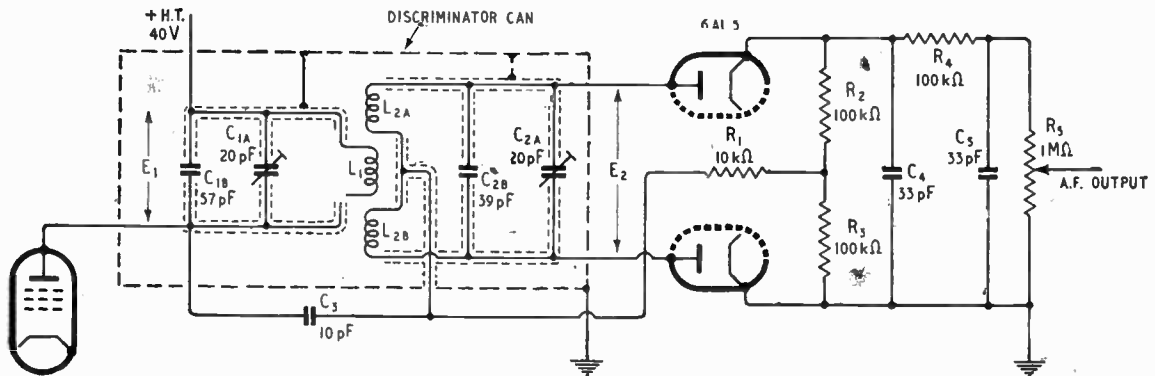 + H.T.
40V
DISCRIMINATOR CAN
6AL5
E1
C1B
57pF
C1A
20pF
L1
L2A
L2B
C2B
39pF
C2A
20pF
E2
C3
10pF
R1
10kΩ
R2
100kΩ
R3
100kΩ
R4
100kΩ
C4
33pF
C5
33pF
R5
1MΩ
A.F. OUTPUT